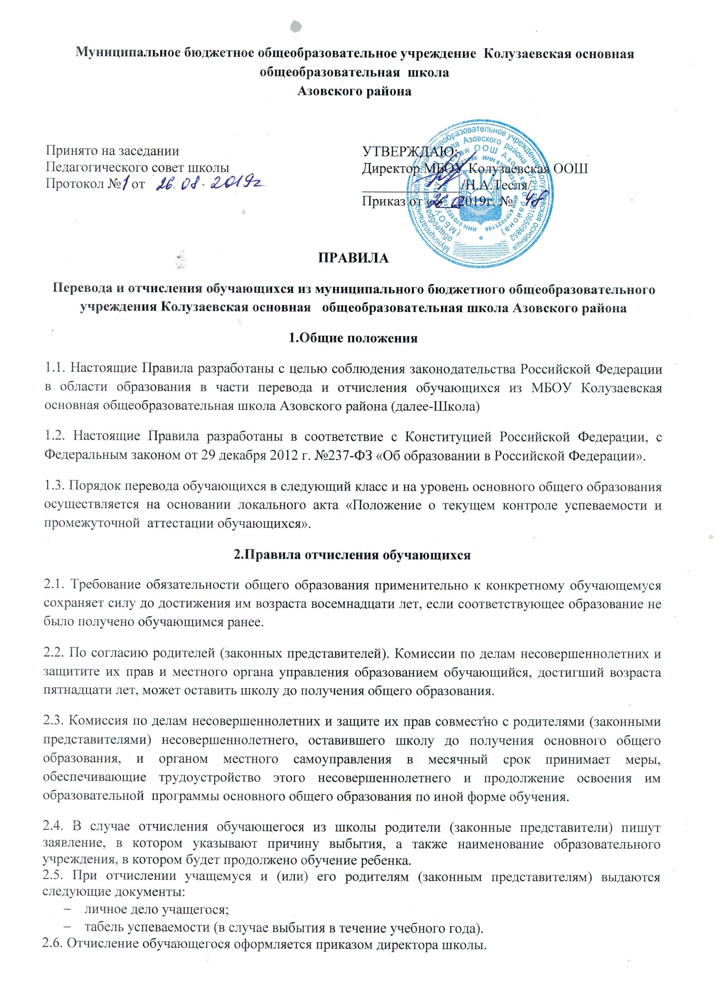 Муниципальное бюджетное общеобразовательное учреждение Колузаевская основная
общеобразовательная школа
Азовского района
Принято на заседании
Педагогического совет школы
Протокол №1 от 26.08.2019г
УТВЕРЖДАЮ:
Директор МБОУ Колузаевская ООШ
/Н.А.Тесля/
Приказ от «26» 08 2019г. № 48
ПРАВИЛА
Перевода и отчисления обучающихся из муниципального бюджетного общеобразовательного
учреждения Колузаевская основная общеобразовательная школа Азовского района
1.Общие положения
1.1. Настоящие Правила разработаны с целью соблюдения законодательства Российской Федерации
в области образования в части перевода и отчисления обучающихся из МБОУ Колузаевская
основная общеобразовательная школа Азовского района (далее-Школа)
1.2. Настоящие Правила разработаны в соответствие с Конституцией Российской Федерации, с
Федеральным законом от 29 декабря 2012 г. №237-ФЗ «Об образовании в Российской Федерации».
1.3. Порядок перевода обучающихся в следующий класс и на уровень основного общего образования
осуществляется на основании локального акта «Положение о текущем контроле успеваемости и
промежуточной аттестации обучающихся».
2.Правила отчисления обучающихся
2.1. Требование обязательности общего образования применительно к конкретному обучающемуся
сохраняет силу до достижения им возраста восемнадцати лет, если соответствующее образование не
было получено обучающимся ранее.
2.2. По согласию родителей (законных представителей). Комиссии по делам несовершеннолетних и
защитите их прав и местного органа управления образованием обучающийся, достигший возраста
пятнадцати лет, может оставить школу до получения общего образования.
2.3. Комиссия по делам несовершеннолетних и защите их прав совместно с родителями (законными
представителями) несовершеннолетнего, оставившего школу до получения основного общего
образования, и органом местного самоуправления в месячный срок принимает меры,
обеспечивающие трудоустройство этого несовершеннолетнего и продолжение освоения им
образовательной программы основного общего образования по иной форме обучения.
2.4. В случае отчисления обучающегося из школы родители (законные представители) пишут
заявление, в котором указывают причину выбытия, а также наименование образовательного
учреждения, в котором будет продолжено обучение ребенка.
2.5. При отчислении учащемуся и (или) его родителям (законным представителям) выдаются
следующие документы:
– личное дело учащегося;
– табель успеваемости (в случае выбытия в течение учебного года).
2.6. Отчисление обучающегося оформляется приказом директора школы.